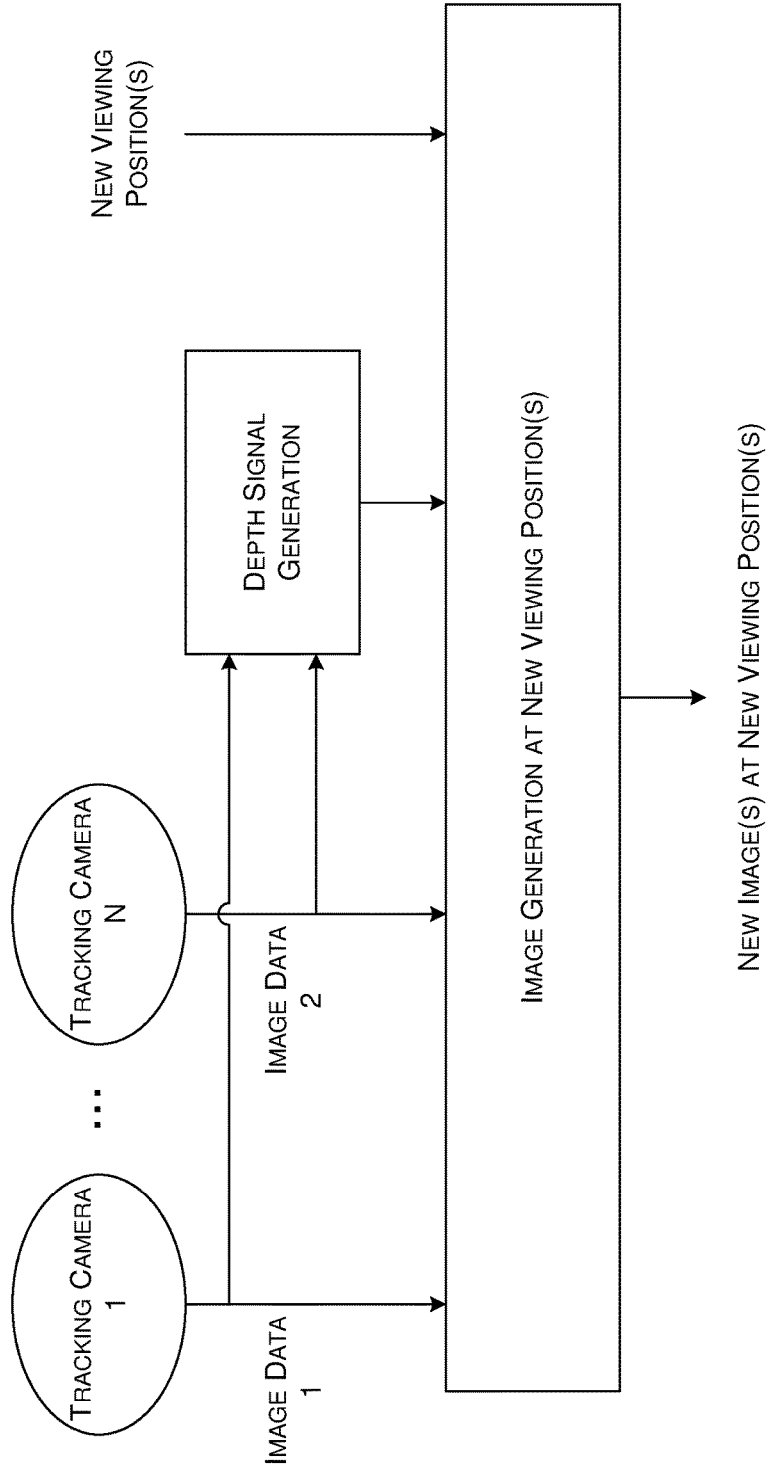 TRACKING CAMERA
1
...
TRACKING CAMERA
N
NEW VIEWING
POSITION(S)
IMAGE DATA
1
IMAGE DATA
2
DEPTH SIGNAL
GENERATION
IMAGE GENERATION AT NEW VIEWING POSITION(S)
NEW IMAGE(S) AT NEW VIEWING POSITION(S)